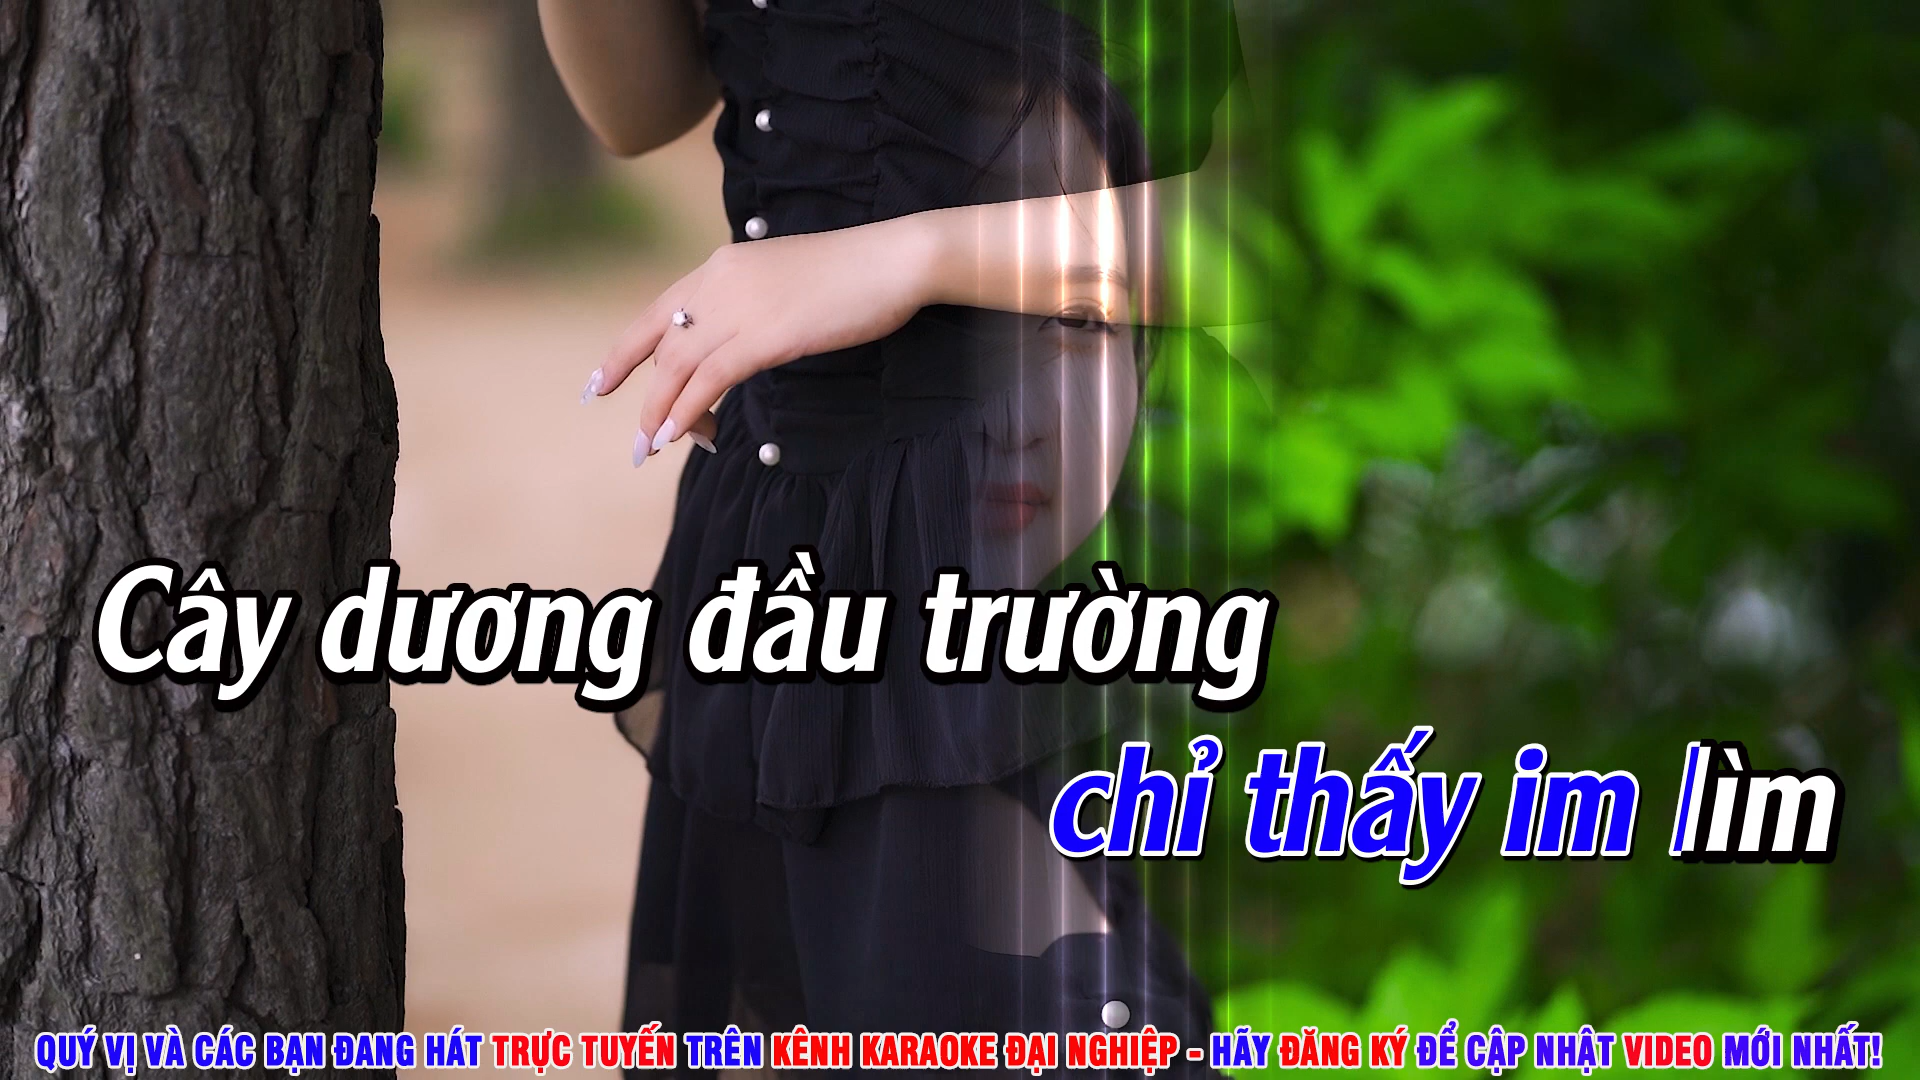 Cây dương đầu trường
chỉ thấy im lìm
QUÝ VỊ VÀ CÁC BẠN ĐANG HÁT TRỰC TUYẾN TRÊN KÊNH KARAOKE ĐẠI NGHIỆP - HÃY ĐĂNG KÝ ĐỂ CẬP NHẬT VIDEO MỚI NHẤT!